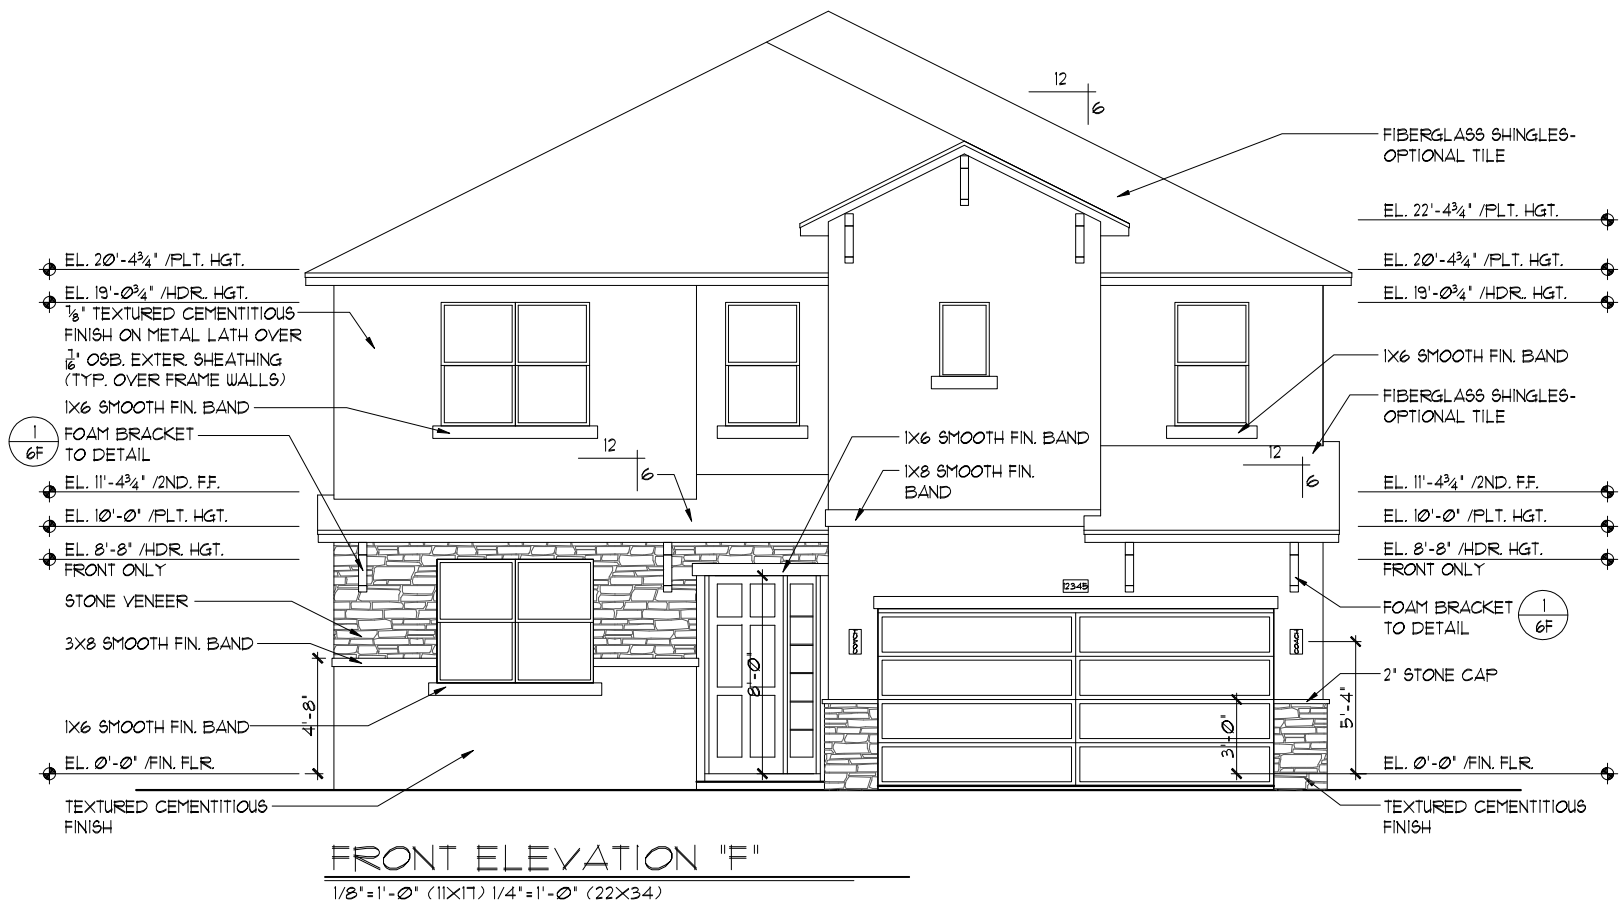 12
6
FIBERGLASS SHINGLES-
OPTIONAL TILE
EL. 22'-4¾" /PLT. HGT.
EL. 20'-4¾" /PLT. HGT.
EL. 20'-4¾" /PLT. HGT.
EL. 19'-0¾" /HDR. HGT.
EL. 19'-0¾" /HDR. HGT.
⅞" TEXTURED CEMENTITIOUS
FINISH ON METAL LATH OVER
7/16" OSB. EXTER. SHEATHING
(TYP. OVER FRAME WALLS)
1X6 SMOOTH FIN. BAND
1X6 SMOOTH FIN. BAND
FIBERGLASS SHINGLES-
OPTIONAL TILE
1
6F
FOAM BRACKET
TO DETAIL
12
6
1X6 SMOOTH FIN. BAND
1X8 SMOOTH FIN.
BAND
12
6
EL. 11'-4¾" /2ND. F.F.
EL. 11'-4¾" /2ND. F.F.
EL. 10'-0" /PLT. HGT.
EL. 10'-0" /PLT. HGT.
EL. 8'-8" /HDR. HGT.
FRONT ONLY
EL. 8'-8" /HDR. HGT.
FRONT ONLY
STONE VENEER
12345
FOAM BRACKET
TO DETAIL
1
6F
3X8 SMOOTH FIN. BAND
2" STONE CAP
4'-8"
8'-0"
3'-0"
5'-4"
1X6 SMOOTH FIN. BAND
EL. 0'-0" /FIN. FLR.
EL. 0'-0" /FIN. FLR.
TEXTURED CEMENTITIOUS
FINISH
TEXTURED CEMENTITIOUS
FINISH
FRONT ELEVATION "F"
1/8"=1'-0" (11X17) 1/4"=1'-0" (22X34)